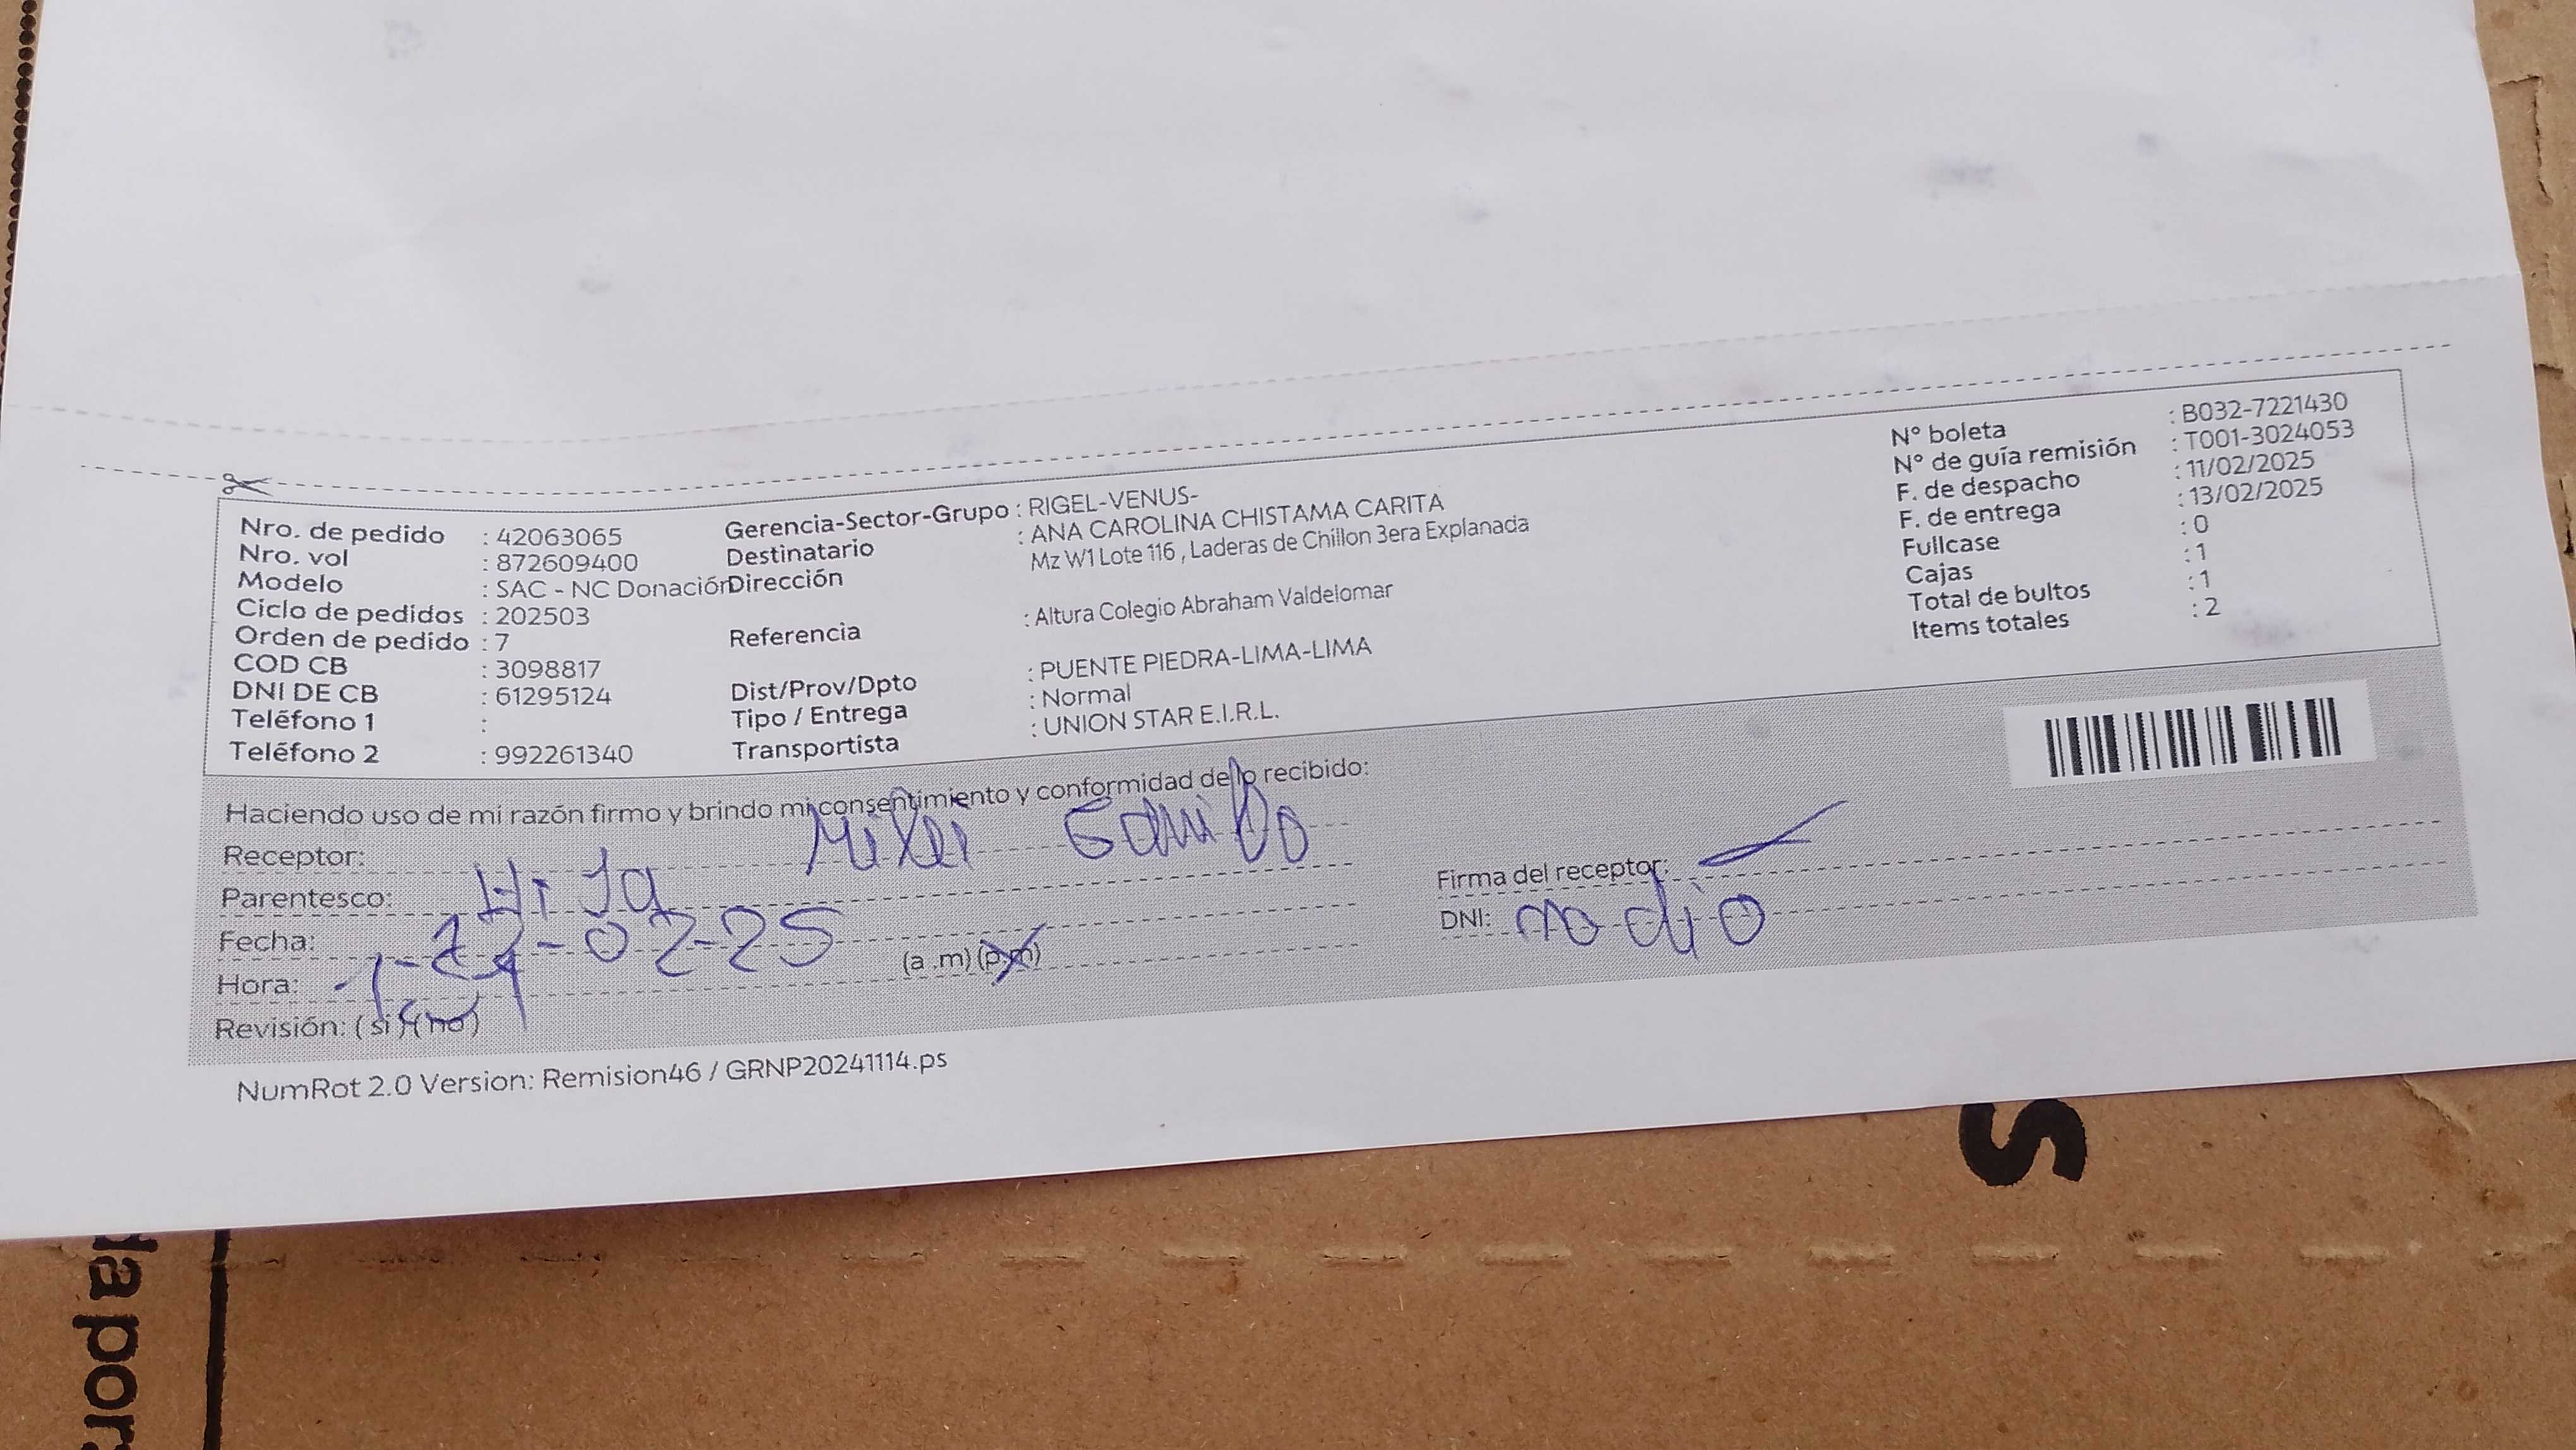 Nro. de pedido : 42063065
Nro. vol : 872609400
Modelo : SAC - NC Donación
Ciclo de pedidos : 202503
Orden de pedido : 7
COD CB : 3098817
DNI DE CB : 61295124
Teléfono 1 :
Teléfono 2 : 992261340
Gerencia-Sector-Grupo : RIGEL-VENUS-
Destinatario : ANA CAROLINA CHISTAMA CARITA
Dirección Mz W1 Lote 116 , Laderas de Chillon 3era Explanada
Referencia : Altura Colegio Abraham Valdelomar
Dist/Prov/Dpto : PUENTE PIEDRA-LIMA-LIMA
Tipo / Entrega : Normal
Transportista : UNION STAR E.I.R.L.
N° boleta : B032-7221430
N° de guía remisión : T001-3024053
F. de despacho : 11/02/2025
F. de entrega : 13/02/2025
Fullcase : 0
Cajas : 1
Total de bultos : 1
Items totales : 2
Haciendo uso de mi razón firmo y brindo mi consentimiento y conformidad de lo recibido:
Receptor:
Parentesco: Hija
Fecha: -02-25
Hora: (a .m) (p.m)
Revisión: ( si ) ( no )
Firma del receptor:
DNI: no dio
NumRot 2.0 Version: Remision46 / GRNP20241114.ps
S
la por